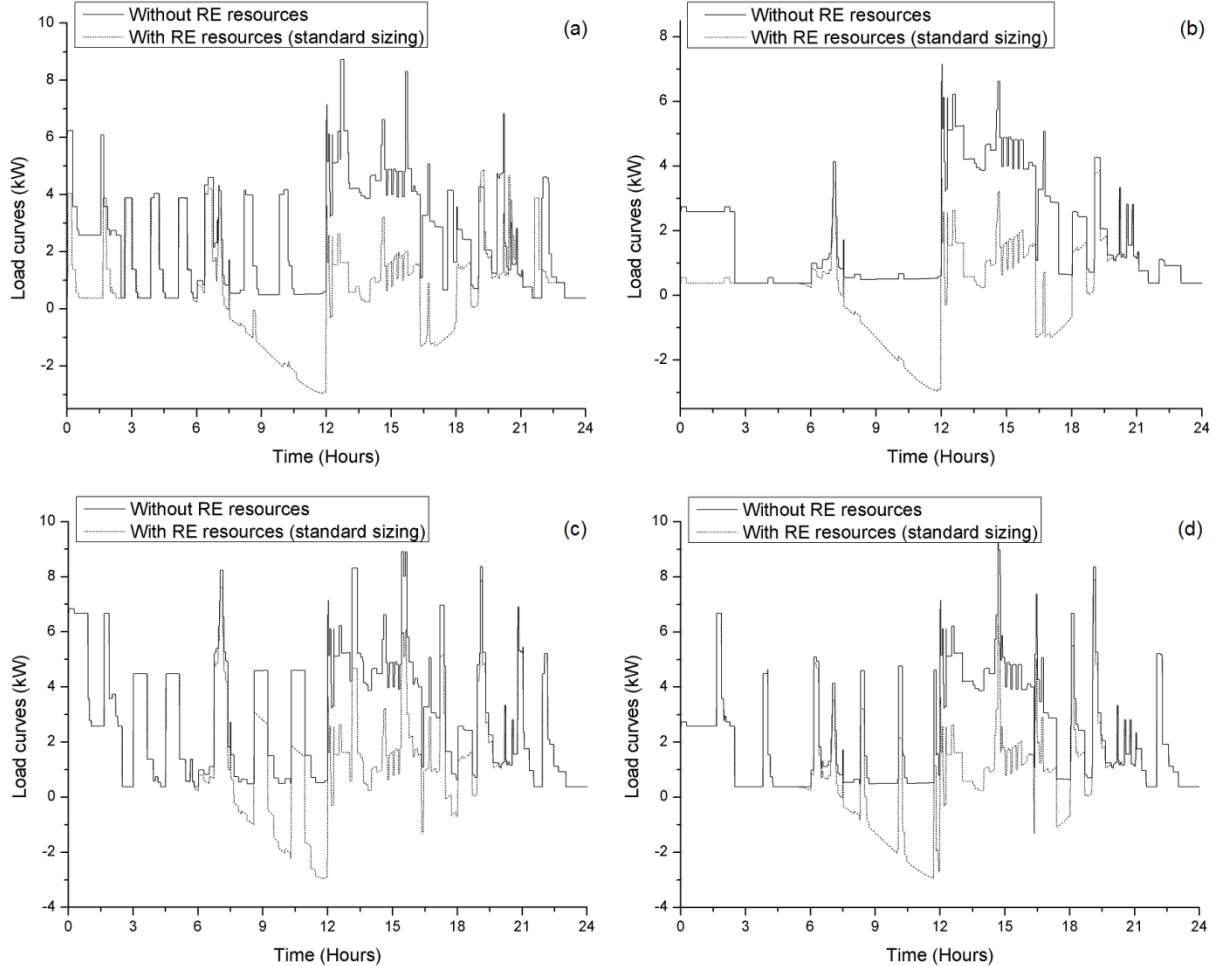 Without RE resources
With RE resources (standard sizing)
(a)
10
8
6
4
2
0
-2
Load curves (kW)
0 3 6 9 12 15 18 21 24
Time (Hours)
Without RE resources
With RE resources (standard sizing)
(b)
8
6
4
2
0
-2
Load curves (kW)
0 3 6 9 12 15 18 21 24
Time (Hours)
Without RE resources
With RE resources (standard sizing)
(c)
10
8
6
4
2
0
-2
-4
Load curves (kW)
0 3 6 9 12 15 18 21 24
Time (Hours)
Without RE resources
With RE resources (standard sizing)
(d)
10
8
6
4
2
0
-2
-4
Load curves (kW)
0 3 6 9 12 15 18 21 24
Time (Hours)